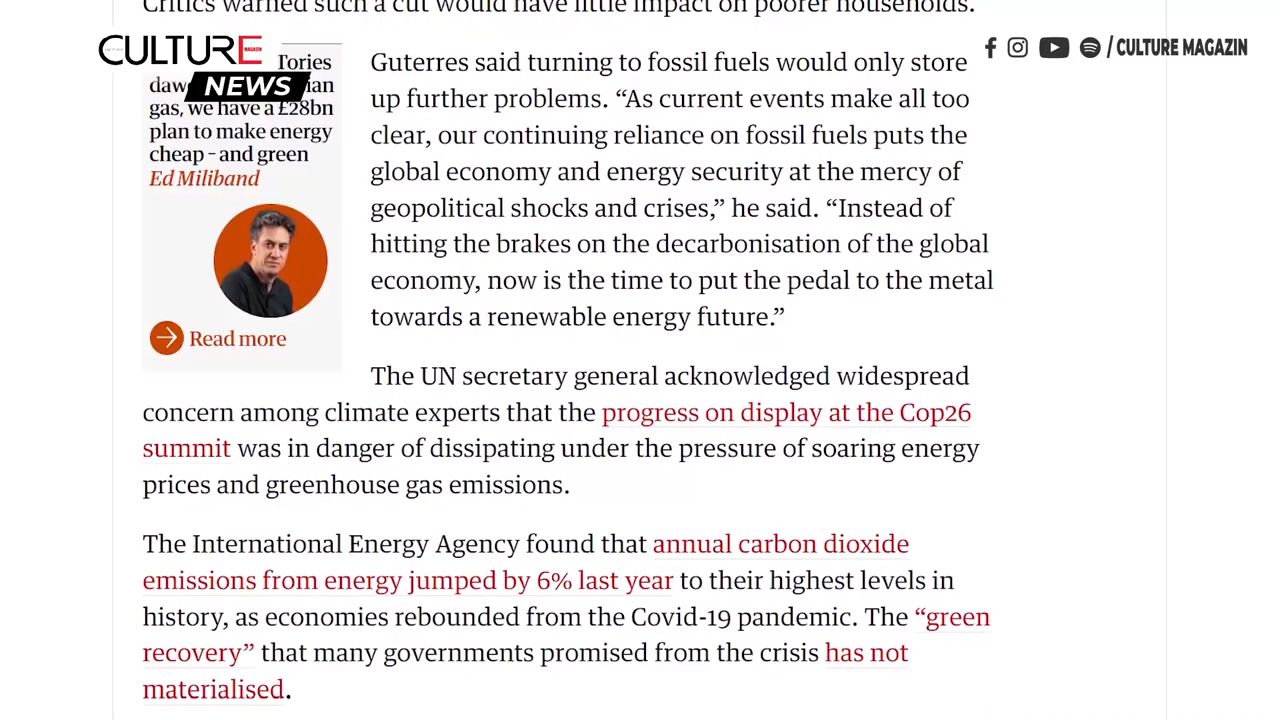 Critics warned such a cut would have little impact on poorer households.
CULTURE
MAGAZIN
NEWS
/ CULTURE MAGAZIN
Tories
gas, we have a £28bn
plan to make energy
cheap – and green
Ed Miliband
Read more
Guterres said turning to fossil fuels would only store
up further problems. “As current events make all too
clear, our continuing reliance on fossil fuels puts the
global economy and energy security at the mercy of
geopolitical shocks and crises,” he said. “Instead of
hitting the brakes on the decarbonisation of the global
economy, now is the time to put the pedal to the metal
towards a renewable energy future.”
The UN secretary general acknowledged widespread
concern among climate experts that the progress on display at the Cop26
summit was in danger of dissipating under the pressure of soaring energy
prices and greenhouse gas emissions.
The International Energy Agency found that annual carbon dioxide
emissions from energy jumped by 6% last year to their highest levels in
history, as economies rebounded from the Covid-19 pandemic. The “green
recovery” that many governments promised from the crisis has not
materialised.